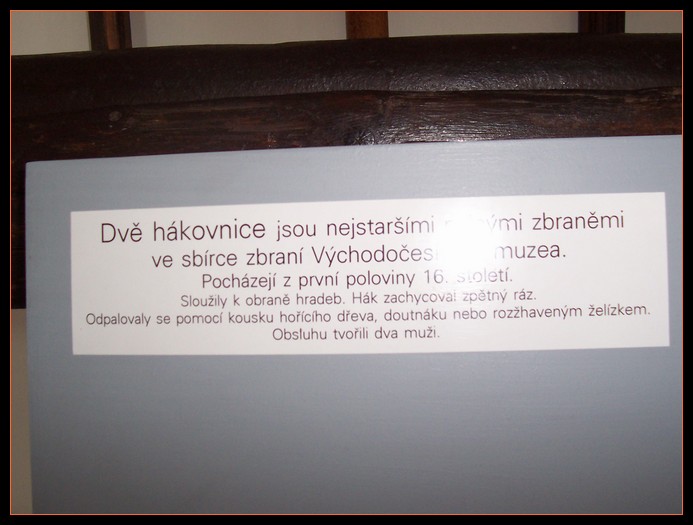 Dvě hákovnice jsou nejstaršími zbraněmi
ve sbírce zbraní muzea.
Pocházejí z první poloviny 16. století.
Sloužily k obraně hradeb. Hák zachycoval zpětný ráz.
Odpalovaly se pomocí kousku hořícího dřeva, doutnáku nebo rozžhaveným želízkem.
Obsluhu tvořili dva muži.